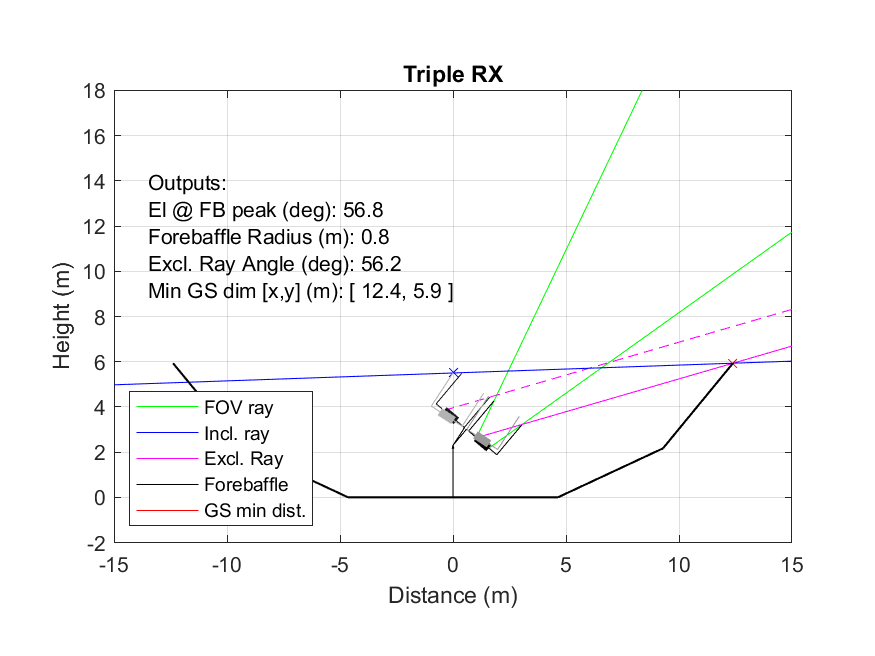 Triple RX
18
16
14
12
10
8
6
4
2
0
-2
Height (m)
Outputs:
El @ FB peak (deg): 56.8
Forebaffle Radius (m): 0.8
Excl. Ray Angle (deg): 56.2
Min GS dim [x,y] (m): [ 12.4, 5.9 ]
FOV ray
Incl. ray
Excl. Ray
Forebaffle
GS min dist.
-15 -10 -5 0 5 10 15
Distance (m)